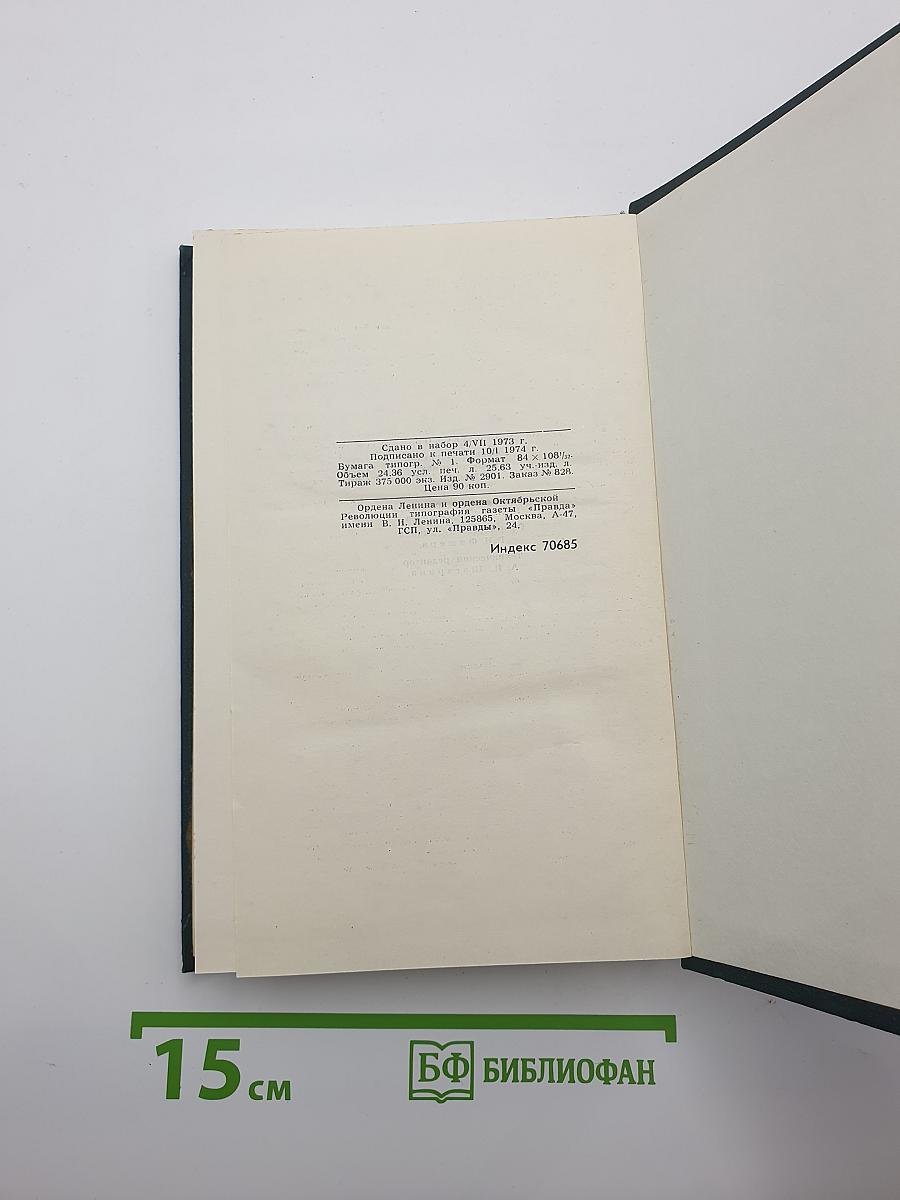 Сдано в набор 4/VII 1973 г.
Подписано к печати 10/I 1974 г.
Бумага типогр. № 1. Формат 84 × 108¹/₃₂.
Объем 24,36 усл. печ. л. 25,63 уч.-изд. л.
Тираж 375 000 экз. Изд. № 2901. Заказ № 828.
Цена 90 коп.
Ордена Ленина и ордена Октябрьской
Революции типография газеты «Правда»
имени В. И. Ленина, 125865, Москва, А-47,
ГСП, ул. «Правды», 24.
Индекс 70685
15 см
БФ БИБЛИОФАН